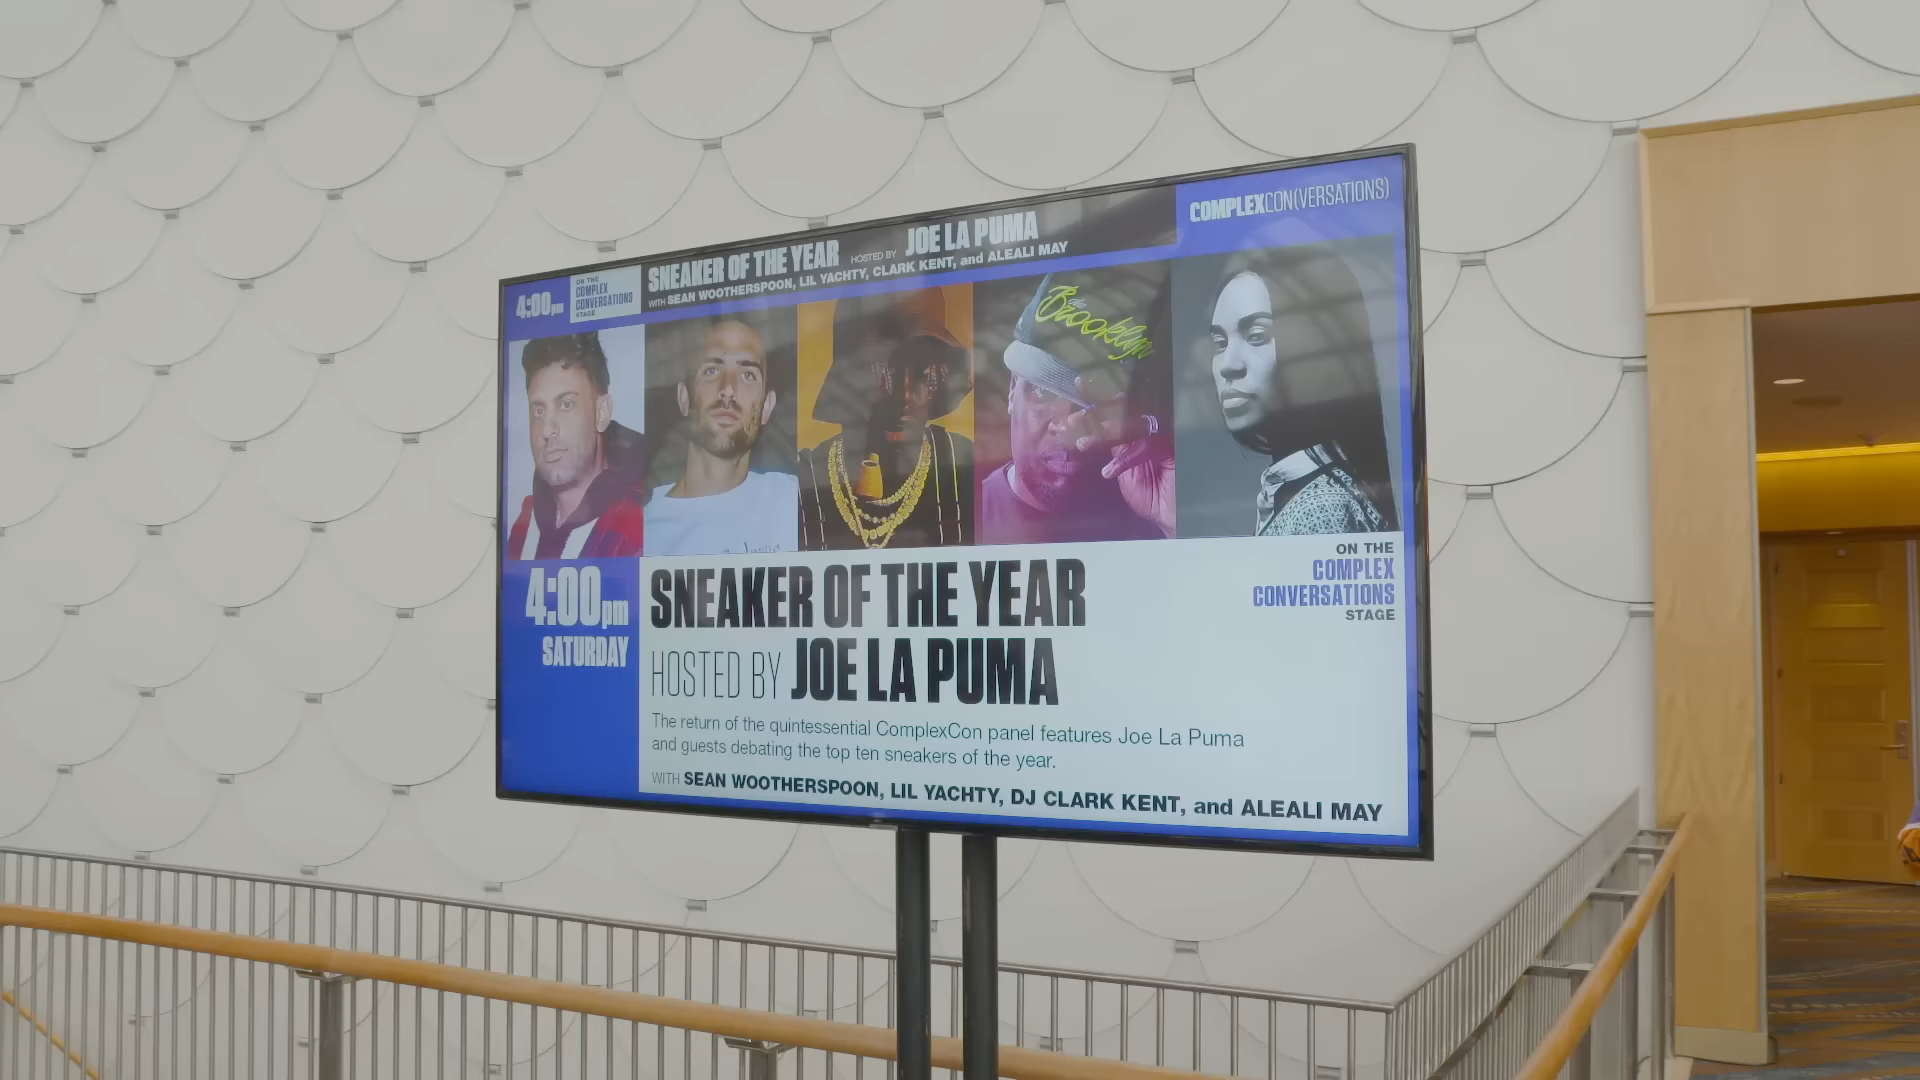 COMPLEXCON(VERSATIONS)
4:00pm
ON THE
COMPLEX
CONVERSATIONS
STAGE
SNEAKER OF THE YEAR HOSTED BY JOE LA PUMA
WITH SEAN WOOTHERSPOON, LIL YACHTY, CLARK KENT, and ALEALI MAY
Brooklyn
4:00pm
SATURDAY
SNEAKER OF THE YEAR
HOSTED BY JOE LA PUMA
The return of the quintessential ComplexCon panel features Joe La Puma
and guests debating the top ten sneakers of the year.
WITH SEAN WOOTHERSPOON, LIL YACHTY, DJ CLARK KENT, and ALEALI MAY
ON THE
COMPLEX
CONVERSATIONS
STAGE